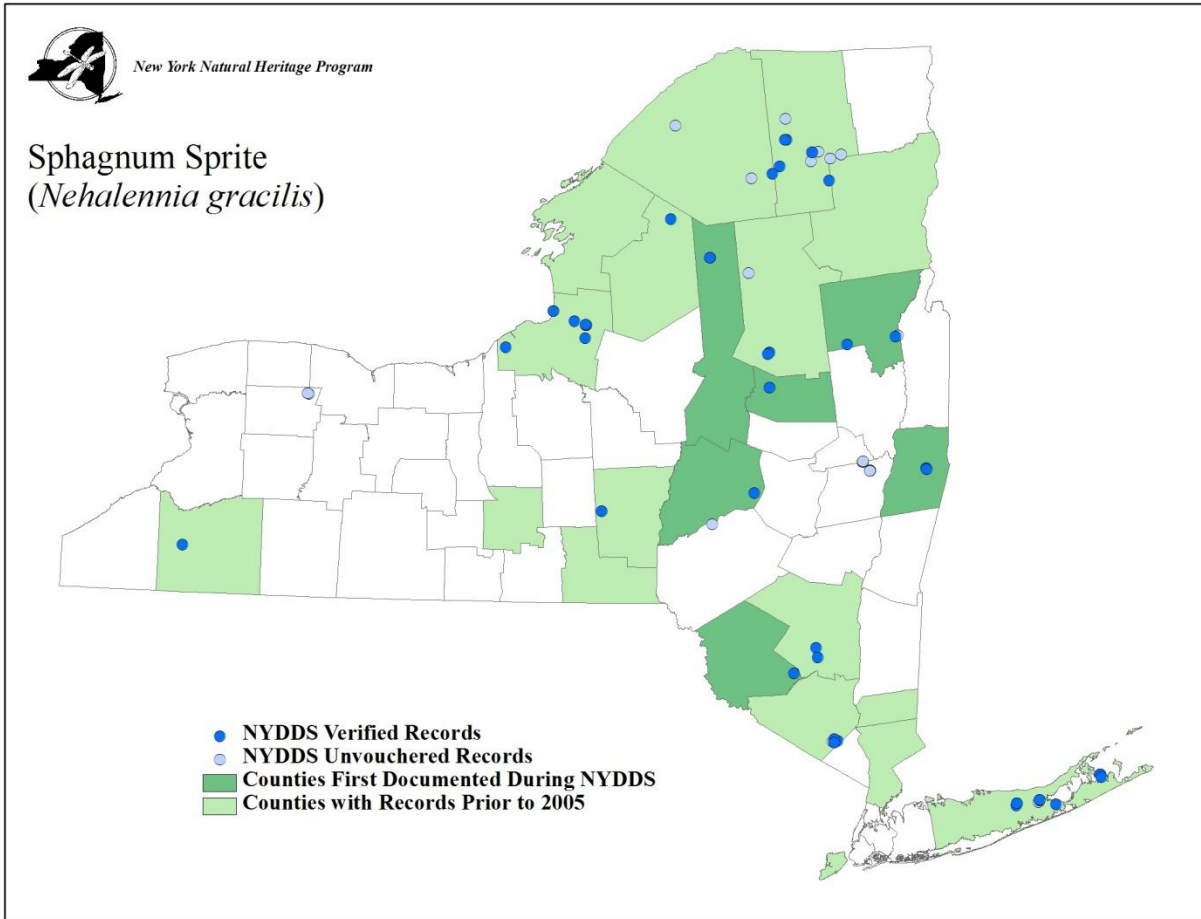 New York Natural Heritage Program
Sphagnum Sprite
(Nehalennia gracilis)
NYDDS Verified Records
NYDDS Unvouchered Records
Counties First Documented During NYDDS
Counties with Records Prior to 2005